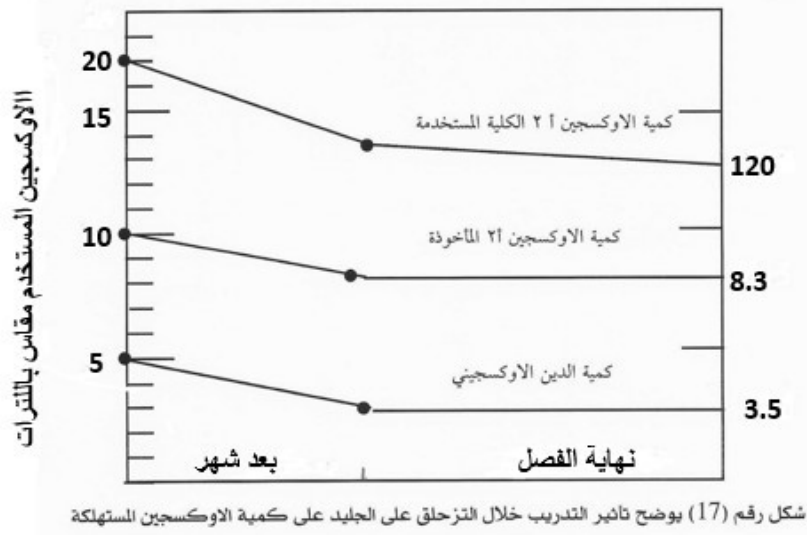 الاوكسجين المستخدم مقاس باللترات
20
15
10
5
كمية الاوكسجين أ ٢ الكلية المستخدمة
120
كمية الاوكسجين أ٢ المأخوذة
8.3
كمية الدين الاوكسجيني
3.5
بعد شهر
نهاية الفصل
شكل رقم (17) يوضح تاثير التدريب خلال التزحلق على الجليد على كمية الاوكسجين المستهلكة